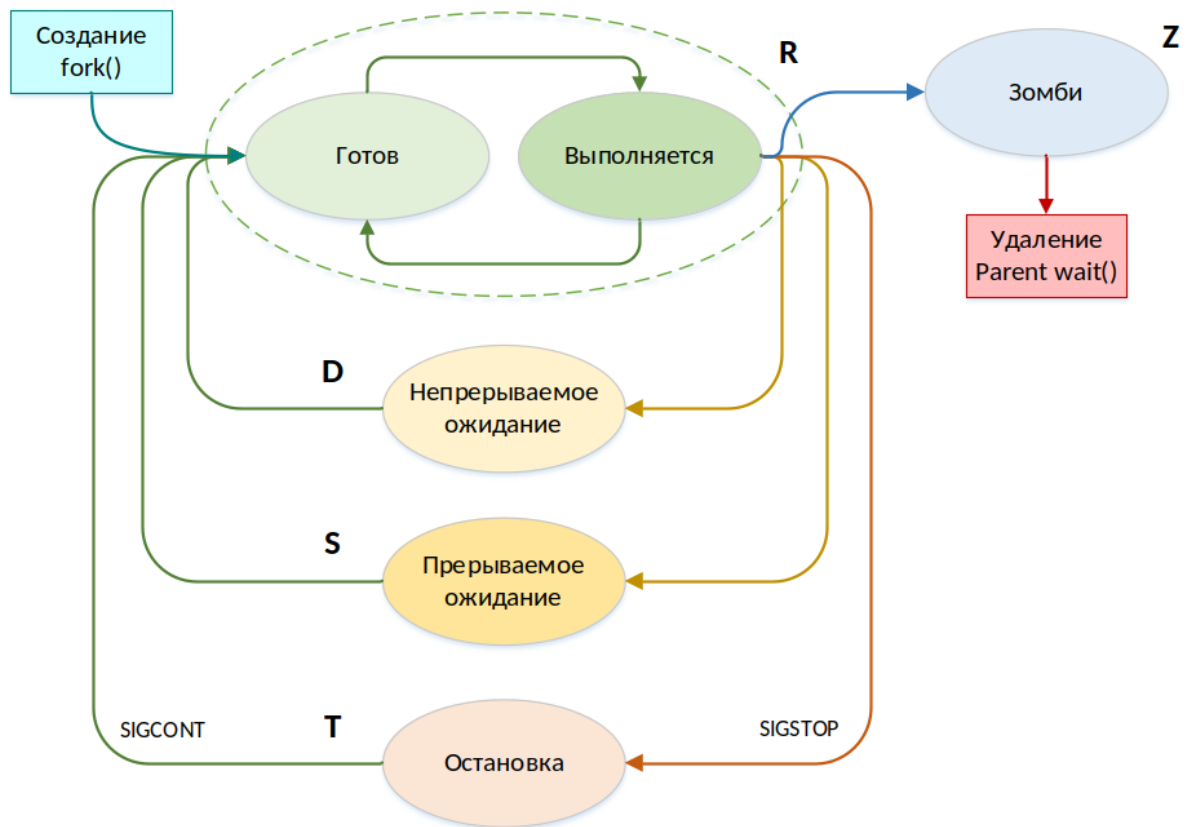 Создание
fork()
R
Z
Зомби
Готов
Выполняется
Удаление
Parent wait()
D
Непрерываемое
ожидание
S
Прерываемое
ожидание
SIGCONT
T
SIGSTOP
Остановка